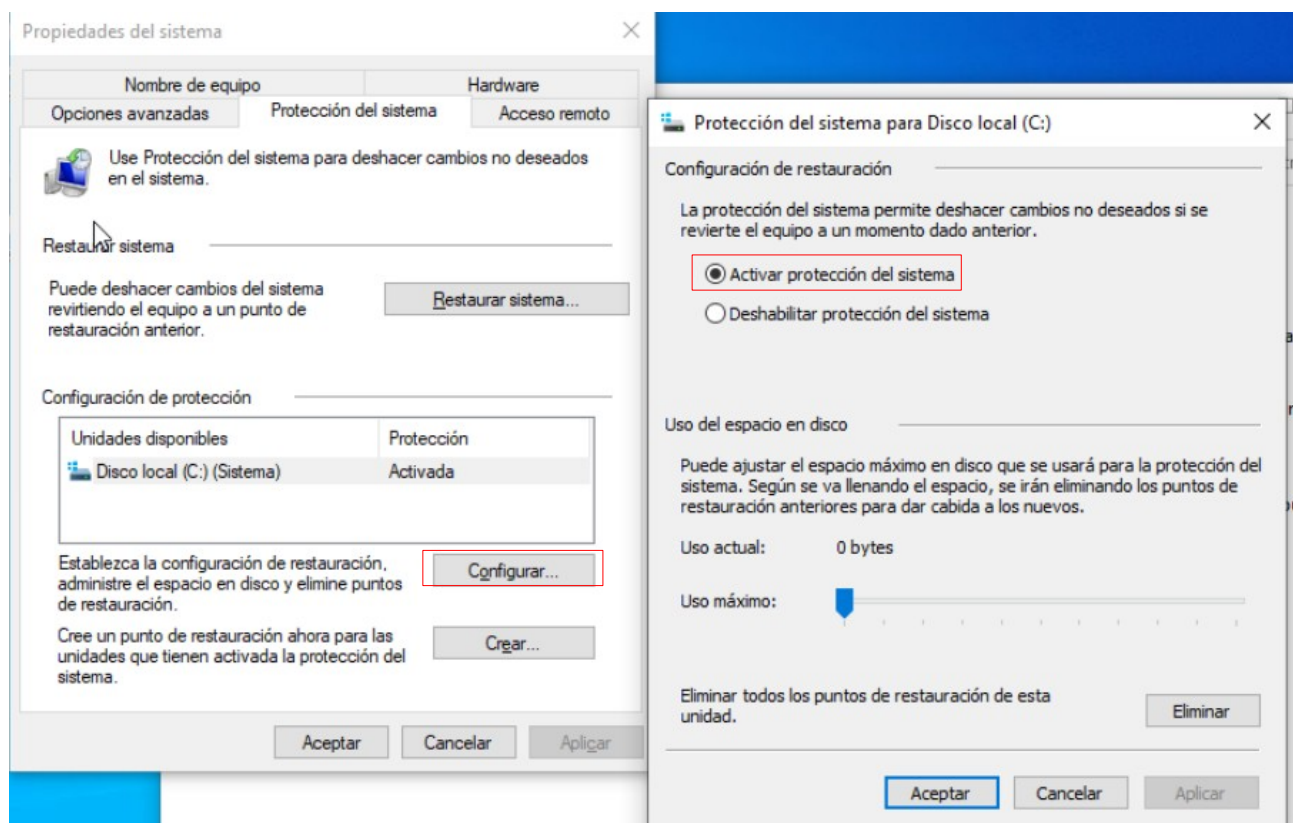 Propiedades del sistema
Nombre de equipo
Hardware
Opciones avanzadas
Protección del sistema
Acceso remoto
Use Protección del sistema para deshacer cambios no deseados
en el sistema.
Restaurar sistema
Puede deshacer cambios del sistema
revirtiendo el equipo a un punto de
restauración anterior.
Restaurar sistema...
Configuración de protección
Unidades disponibles
Protección
Disco local (C:) (Sistema)
Activada
Establezca la configuración de restauración,
administre el espacio en disco y elimine puntos
de restauración.
Configurar...
Cree un punto de restauración ahora para las
unidades que tienen activada la protección del
sistema.
Crear...
Aceptar
Cancelar
Aplicar
Protección del sistema para Disco local (C:)
Configuración de restauración
La protección del sistema permite deshacer cambios no deseados si se
revierte el equipo a un momento dado anterior.
Activar protección del sistema
Deshabilitar protección del sistema
Uso del espacio en disco
Puede ajustar el espacio máximo en disco que se usará para la protección del
sistema. Según se va llenando el espacio, se irán eliminando los puntos de
restauración anteriores para dar cabida a los nuevos.
Uso actual:
0 bytes
Uso máximo:
Eliminar todos los puntos de restauración de esta
unidad.
Eliminar
Aceptar
Cancelar
Aplicar